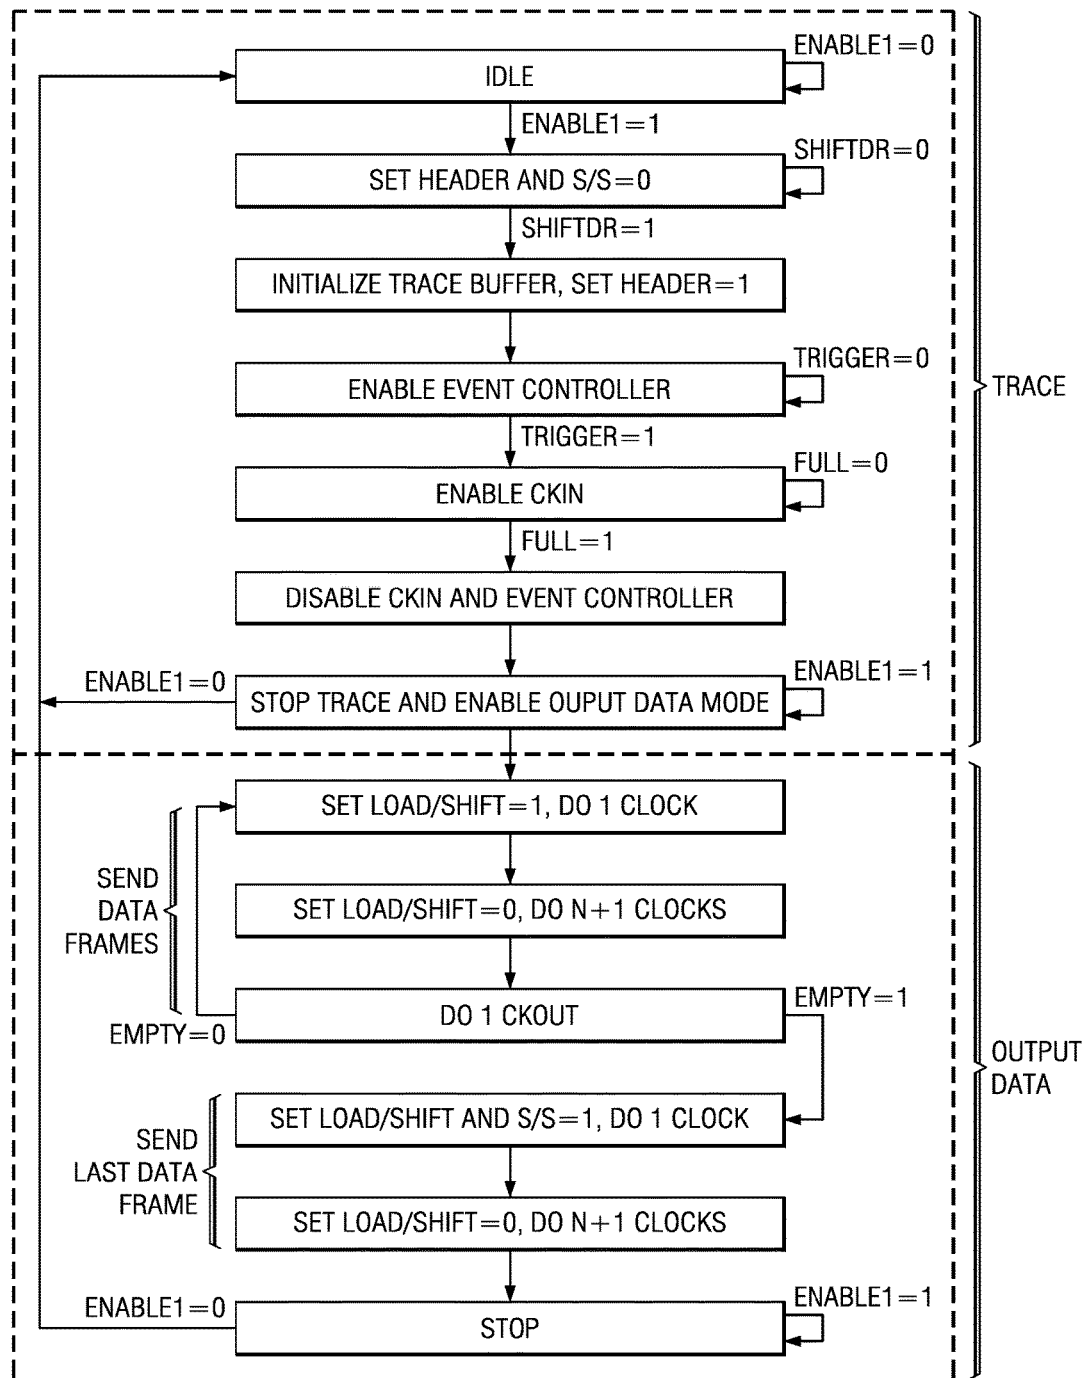 ENABLE1=0
IDLE
ENABLE1=1
SHIFTDR=0
SET HEADER AND S/S=0
SHIFTDR=1
INITIALIZE TRACE BUFFER, SET HEADER=1
TRIGGER=0
TRACE
ENABLE EVENT CONTROLLER
TRIGGER=1
FULL=0
ENABLE CKIN
FULL=1
DISABLE CKIN AND EVENT CONTROLLER
ENABLE1=0
ENABLE1=1
STOP TRACE AND ENABLE OUPUT DATA MODE
SET LOAD/SHIFT=1, DO 1 CLOCK
SEND
DATA
FRAMES
SET LOAD/SHIFT=0, DO N+1 CLOCKS
EMPTY=1
DO 1 CKOUT
EMPTY=0
OUTPUT
DATA
SET LOAD/SHIFT AND S/S=1, DO 1 CLOCK
SEND
LAST DATA
FRAME
SET LOAD/SHIFT=0, DO N+1 CLOCKS
ENABLE1=0
ENABLE1=1
STOP